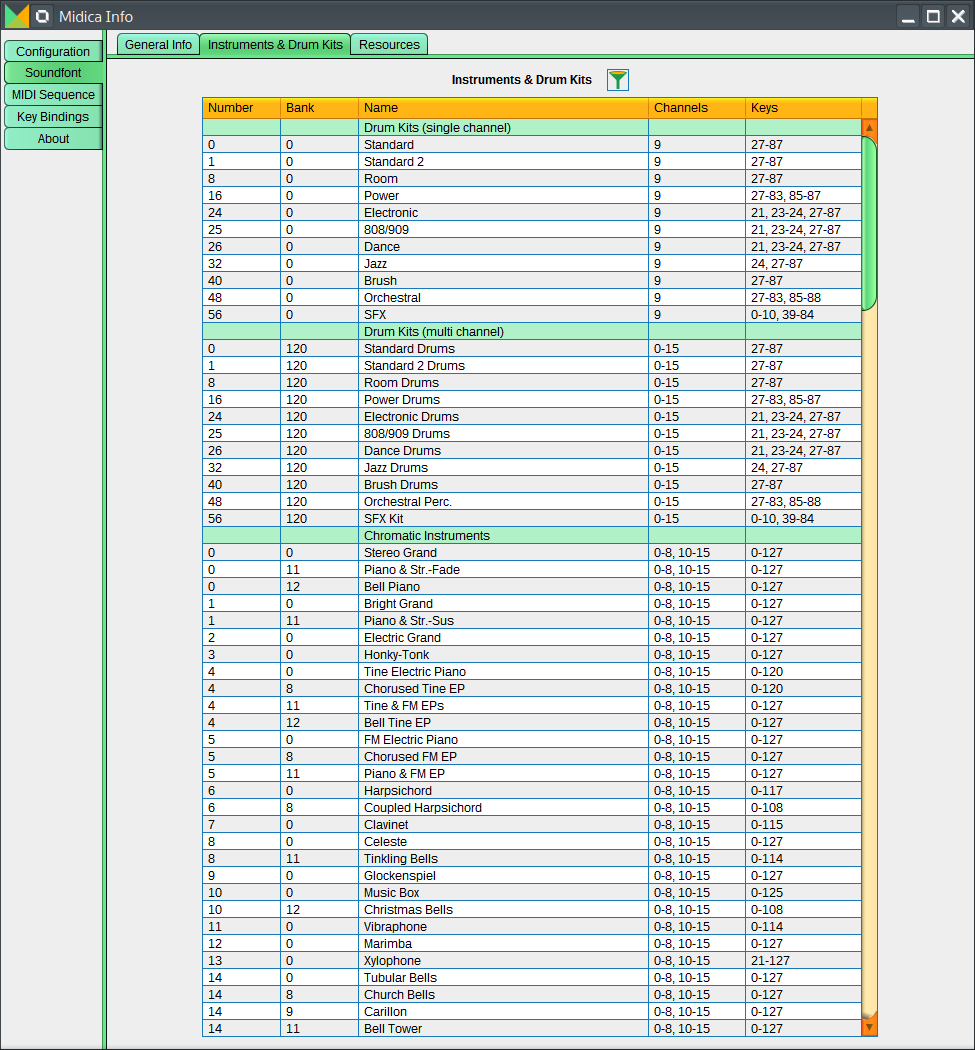 Midica Info
Configuration
Soundfont
MIDI Sequence
Key Bindings
About
General Info Instruments & Drum Kits Resources
Instruments & Drum Kits
Number Bank Name Channels Keys
Drum Kits (single channel)
0 0 Standard 9 27-87
1 0 Standard 2 9 27-87
8 0 Room 9 27-87
16 0 Power 9 27-83, 85-87
24 0 Electronic 9 21, 23-24, 27-87
25 0 808/909 9 21, 23-24, 27-87
26 0 Dance 9 21, 23-24, 27-87
32 0 Jazz 9 24, 27-87
40 0 Brush 9 27-87
48 0 Orchestral 9 27-83, 85-88
56 0 SFX 9 0-10, 39-84
Drum Kits (multi channel)
0 120 Standard Drums 0-15 27-87
1 120 Standard 2 Drums 0-15 27-87
8 120 Room Drums 0-15 27-87
16 120 Power Drums 0-15 27-83, 85-87
24 120 Electronic Drums 0-15 21, 23-24, 27-87
25 120 808/909 Drums 0-15 21, 23-24, 27-87
26 120 Dance Drums 0-15 21, 23-24, 27-87
32 120 Jazz Drums 0-15 24, 27-87
40 120 Brush Drums 0-15 27-87
48 120 Orchestral Perc. 0-15 27-83, 85-88
56 120 SFX Kit 0-15 0-10, 39-84
Chromatic Instruments
0 0 Stereo Grand 0-8, 10-15 0-127
0 11 Piano & Str.-Fade 0-8, 10-15 0-127
0 12 Bell Piano 0-8, 10-15 0-127
1 0 Bright Grand 0-8, 10-15 0-127
1 11 Piano & Str.-Sus 0-8, 10-15 0-127
2 0 Electric Grand 0-8, 10-15 0-127
3 0 Honky-Tonk 0-8, 10-15 0-127
4 0 Tine Electric Piano 0-8, 10-15 0-120
4 8 Chorused Tine EP 0-8, 10-15 0-120
4 11 Tine & FM EPs 0-8, 10-15 0-127
4 12 Bell Tine EP 0-8, 10-15 0-127
5 0 FM Electric Piano 0-8, 10-15 0-127
5 8 Chorused FM EP 0-8, 10-15 0-127
5 11 Piano & FM EP 0-8, 10-15 0-127
6 0 Harpsichord 0-8, 10-15 0-117
6 8 Coupled Harpsichord 0-8, 10-15 0-108
7 0 Clavinet 0-8, 10-15 0-115
8 0 Celeste 0-8, 10-15 0-127
8 11 Tinkling Bells 0-8, 10-15 0-114
9 0 Glockenspiel 0-8, 10-15 0-127
10 0 Music Box 0-8, 10-15 0-125
10 12 Christmas Bells 0-8, 10-15 0-108
11 0 Vibraphone 0-8, 10-15 0-114
12 0 Marimba 0-8, 10-15 0-127
13 0 Xylophone 0-8, 10-15 21-127
14 0 Tubular Bells 0-8, 10-15 0-127
14 8 Church Bells 0-8, 10-15 0-127
14 9 Carillon 0-8, 10-15 0-127
14 11 Bell Tower 0-8, 10-15 0-127